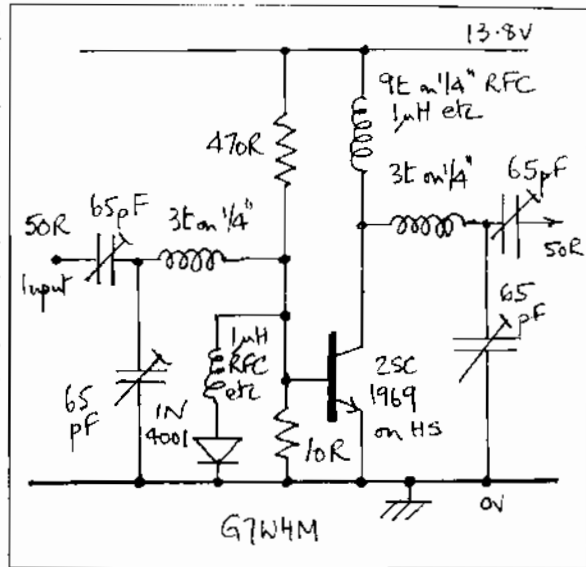 13.8V
9t on 1/4" RFC
1µH etc
470R
3t on 1/4"
65pF
50R
65pF
3t on 1/4"
50R
Input
65
pF
1µH
RFC
etc
65
pF
1N
4001
2SC
1969
on HS
10R
0V
G7W4M